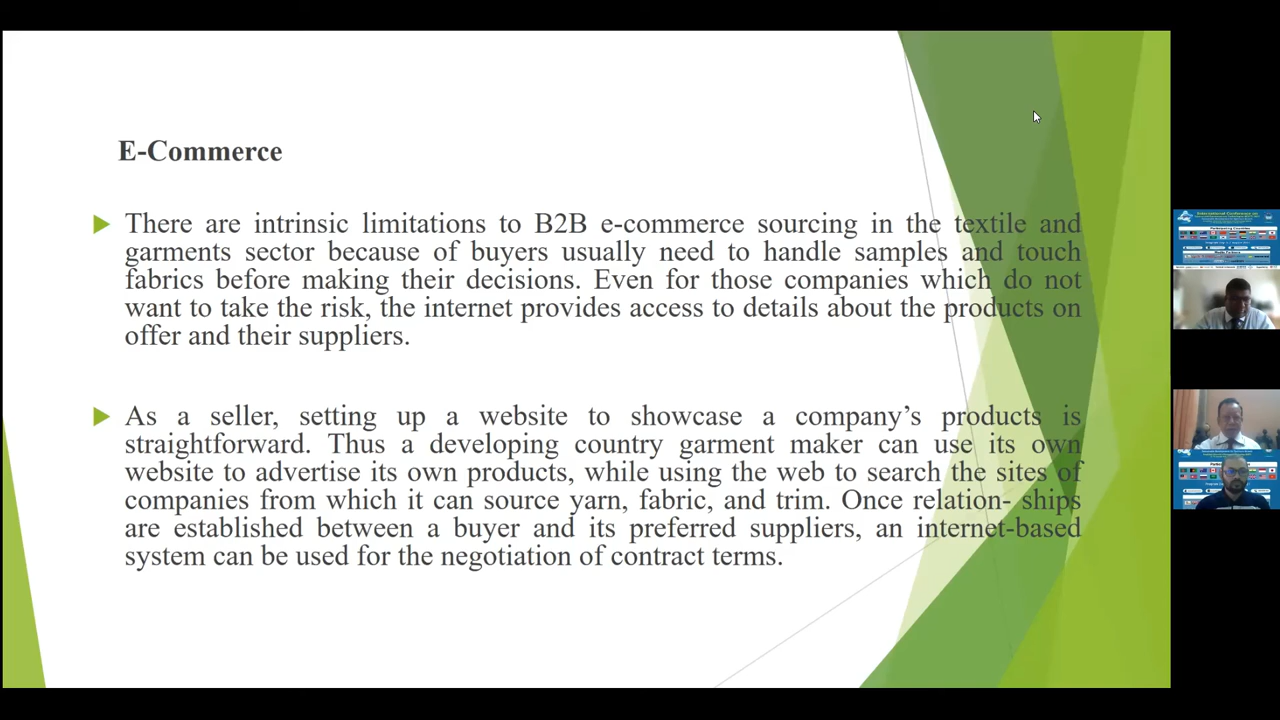 E-Commerce
There are intrinsic limitations to B2B e-commerce sourcing in the textile and
garments sector because of buyers usually need to handle samples and touch
fabrics before making their decisions. Even for those companies which do not
want to take the risk, the internet provides access to details about the products on
offer and their suppliers.
As a seller, setting up a website to showcase a company's products is
straightforward. Thus a developing country garment maker can use its own
website to advertise its own products, while using the web to search the sites of
companies from which it can source yarn, fabric, and trim. Once relation- ships
are established between a buyer and its preferred suppliers, an internet-based
system can be used for the negotiation of contract terms.
International Conference on